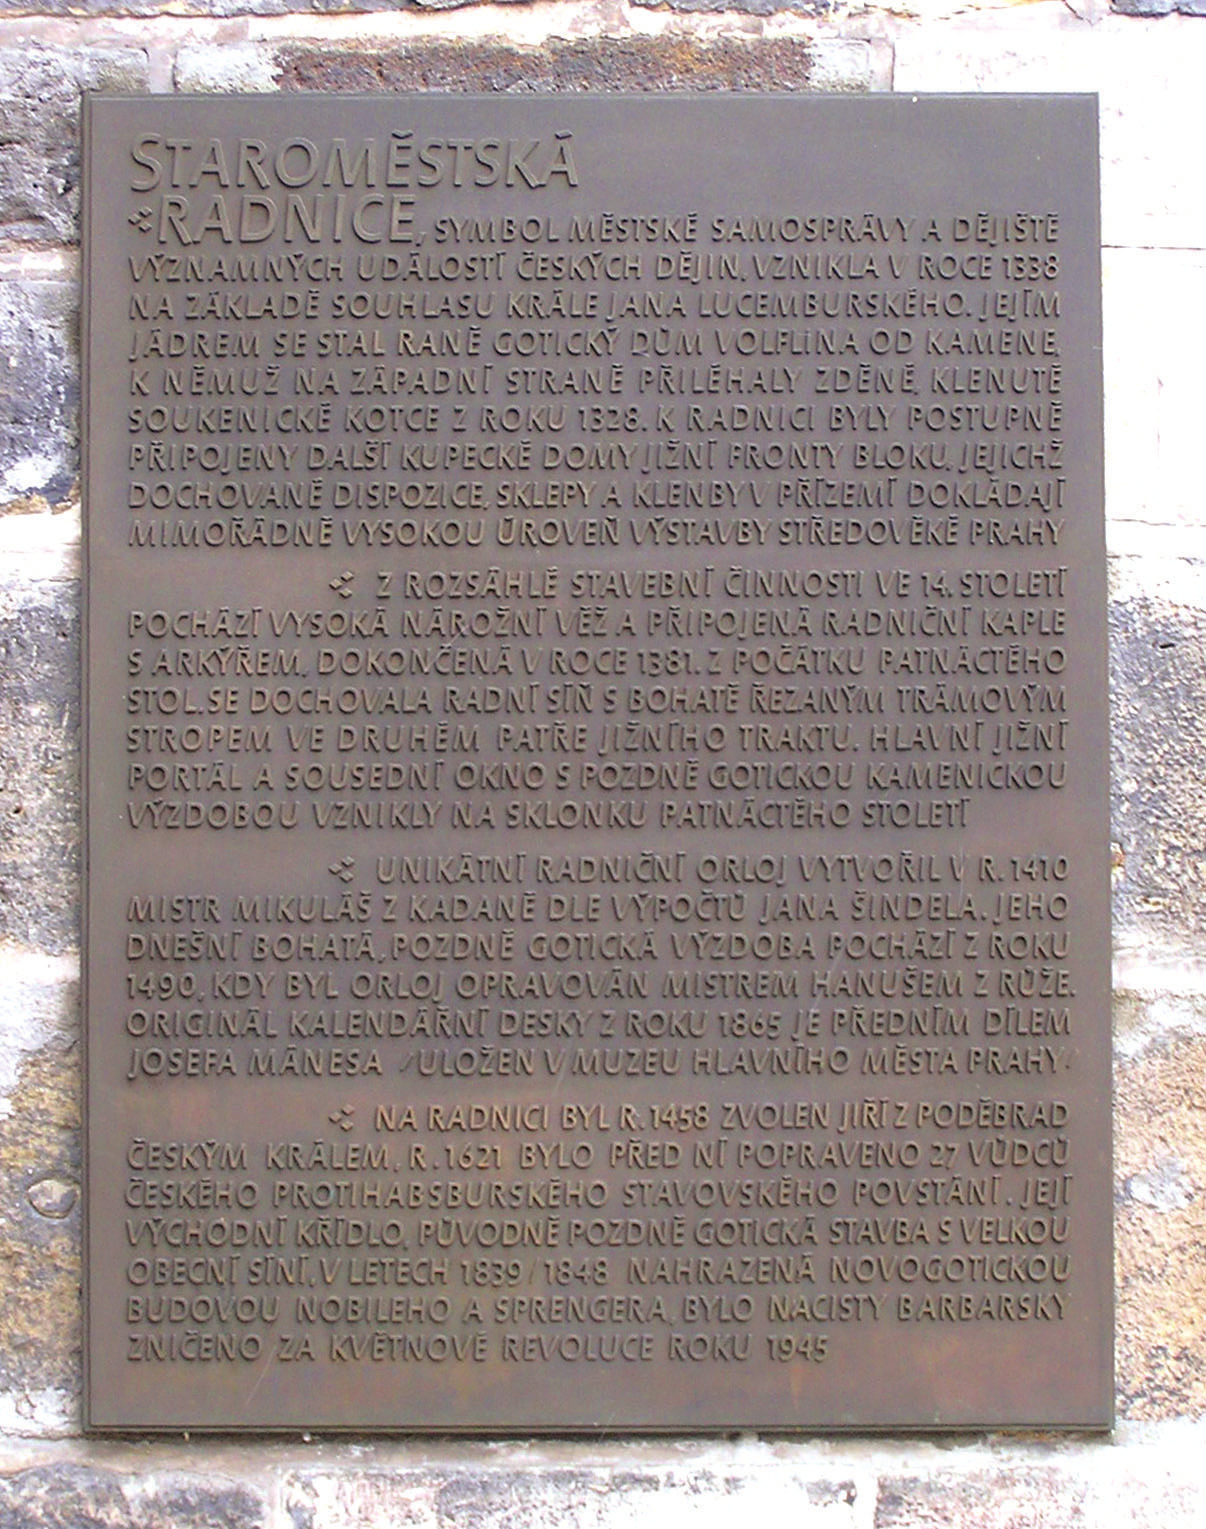 STAROMĚSTSKÁ
RADNICE, SYMBOL MĚSTSKÉ SAMOSPRÁVY A DĚJIŠTĚ
VÝZNAMNÝCH UDÁLOSTÍ ČESKÝCH DĚJIN, VZNIKLA V ROCE 1338
NA ZÁKLADĚ SOUHLASU KRÁLE JANA LUCEMBURSKÉHO. JEJÍM
JÁDREM SE STAL RANĚ GOTICKÝ DŮM VOLFLINA OD KAMENE,
K NĚMUŽ NA ZÁPADNÍ STRANĚ PŘILÉHALY ZDĚNÉ, KLENUTÉ
SOUKENICKÉ KOTCE Z ROKU 1328. K RADNICI BYLY POSTUPNĚ
PŘIPOJENY DALŠÍ KUPECKÉ DOMY JIŽNÍ FRONTY BLOKU, JEJICHŽ
DOCHOVANÉ DISPOZICE, SKLEPY A KLENBY V PŘÍZEMÍ DOKLÁDAJÍ
MIMOŘÁDNĚ VYSOKOU ÚROVEŇ VÝSTAVBY STŘEDOVĚKÉ PRAHY.
Z ROZSÁHLÉ STAVEBNÍ ČINNOSTI VE 14. STOLETÍ
POCHÁZÍ VYSOKÁ NÁROŽNÍ VĚŽ A PŘIPOJENÁ RADNIČNÍ KAPLE
S ARKÝŘEM, DOKONČENÁ V ROCE 1381. Z POČÁTKU PATNÁCTÉHO
STOL. SE DOCHOVALA RADNÍ SÍŇ S BOHATĚ ŘEZANÝM TRÁMOVÝM
STROPEM VE DRUHÉM PATŘE JIŽNÍHO TRAKTU. HLAVNÍ JIŽNÍ
PORTÁL A SOUSEDNÍ OKNO S POZDNĚ GOTICKOU KAMENICKOU
VÝZDOBOU VZNIKLY NA SKLONKU PATNÁCTÉHO STOLETÍ.
UNIKÁTNÍ RADNIČNÍ ORLOJ VYTVOŘIL V R. 1410
MISTR MIKULÁŠ Z KADANĚ DLE VÝPOČTŮ JANA ŠINDELA. JEHO
DNEŠNÍ BOHATÁ, POZDNĚ GOTICKÁ VÝZDOBA POCHÁZÍ Z ROKU
1490, KDY BYL ORLOJ OPRAVOVÁN MISTREM HANUŠEM Z RŮŽE.
ORIGINÁL KALENDÁŘNÍ DESKY Z ROKU 1865 JE PŘEDNÍM DÍLEM
JOSEFA MÁNESA /ULOŽEN V MUZEU HLAVNÍHO MĚSTA PRAHY/.
NA RADNICI BYL R. 1458 ZVOLEN JIŘÍ Z PODĚBRAD
ČESKÝM KRÁLEM, R. 1621 BYLO PŘED NÍ POPRAVENO 27 VŮDCŮ
ČESKÉHO PROTIHABSBURSKÉHO STAVOVSKÉHO POVSTÁNÍ. JEJÍ
VÝCHODNÍ KŘÍDLO, PŮVODNĚ POZDNĚ GOTICKÁ STAVBA S VELKOU
OBECNÍ SÍNÍ, V LETECH 1839/1848 NAHRAZENÁ NOVOGOTICKOU
BUDOVOU NOBILEHO A SPRENGERA, BYLO NACISTY BARBARSKY
ZNIČENO ZA KVĚTNOVÉ REVOLUCE ROKU 1945